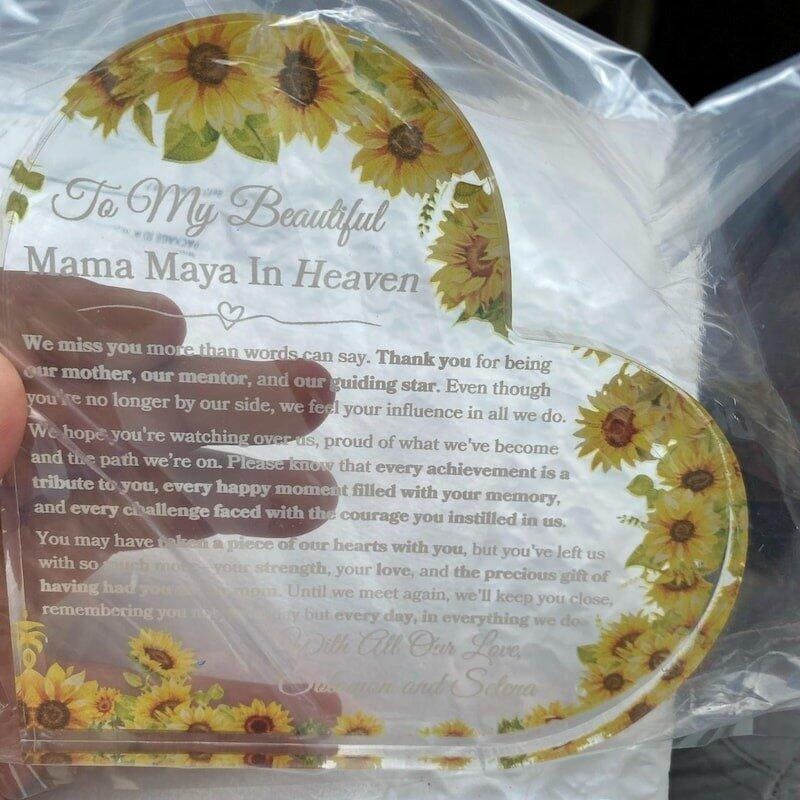 To My Beautiful
Mama Maya In Heaven
We miss you more than words can say. Thank you for being
our mother, our mentor, and our guiding star. Even though
you're no longer by our side, we feel your influence in all we do.
We hope you're watching over us, proud of what we've become
and the path we're on. Please know that every achievement is a
tribute to you, every happy moment filled with your memory,
and every challenge faced with the courage you instilled in us.
You may have taken a piece of our hearts with you, but you've left us
with so much more your strength, your love, and the precious gift of
having had you mom. Until we meet again, we'll keep you close,
remembering you but every day, in everything we do
With All Our Love,
Solomon and Selena